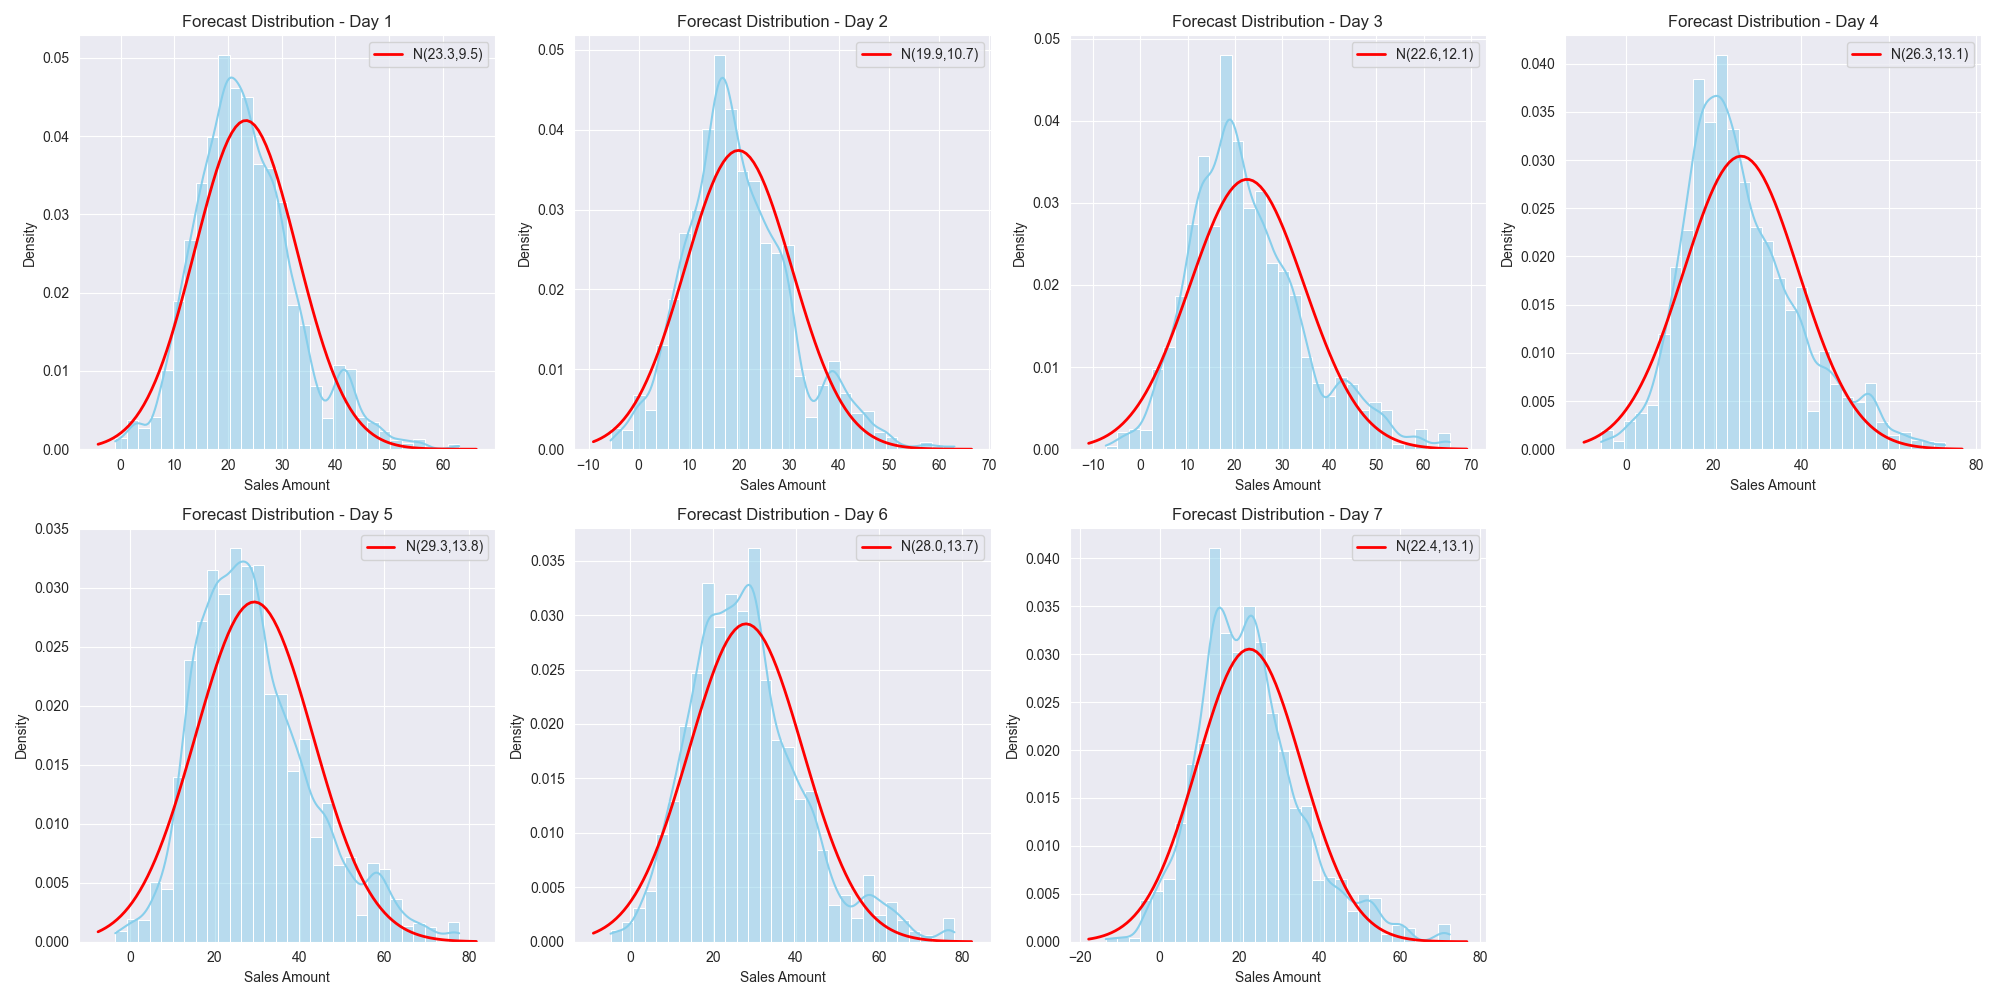 Forecast Distribution - Day 1
N(23.3,9.5)
0.05
0.04
0.03
0.02
0.01
0.00
Density
0 10 20 30 40 50 60
Sales Amount
Forecast Distribution - Day 2
N(19.9,10.7)
0.05
0.04
0.03
0.02
0.01
0.00
Density
−10 0 10 20 30 40 50 60 70
Sales Amount
Forecast Distribution - Day 3
N(22.6,12.1)
0.05
0.04
0.03
0.02
0.01
0.00
Density
−10 0 10 20 30 40 50 60 70
Sales Amount
Forecast Distribution - Day 4
N(26.3,13.1)
0.040
0.035
0.030
0.025
0.020
0.015
0.010
0.005
0.000
Density
0 20 40 60 80
Sales Amount
Forecast Distribution - Day 5
N(29.3,13.8)
0.035
0.030
0.025
0.020
0.015
0.010
0.005
0.000
Density
0 20 40 60 80
Sales Amount
Forecast Distribution - Day 6
N(28.0,13.7)
0.035
0.030
0.025
0.020
0.015
0.010
0.005
0.000
Density
0 20 40 60 80
Sales Amount
Forecast Distribution - Day 7
N(22.4,13.1)
0.040
0.035
0.030
0.025
0.020
0.015
0.010
0.005
0.000
Density
−20 0 20 40 60 80
Sales Amount